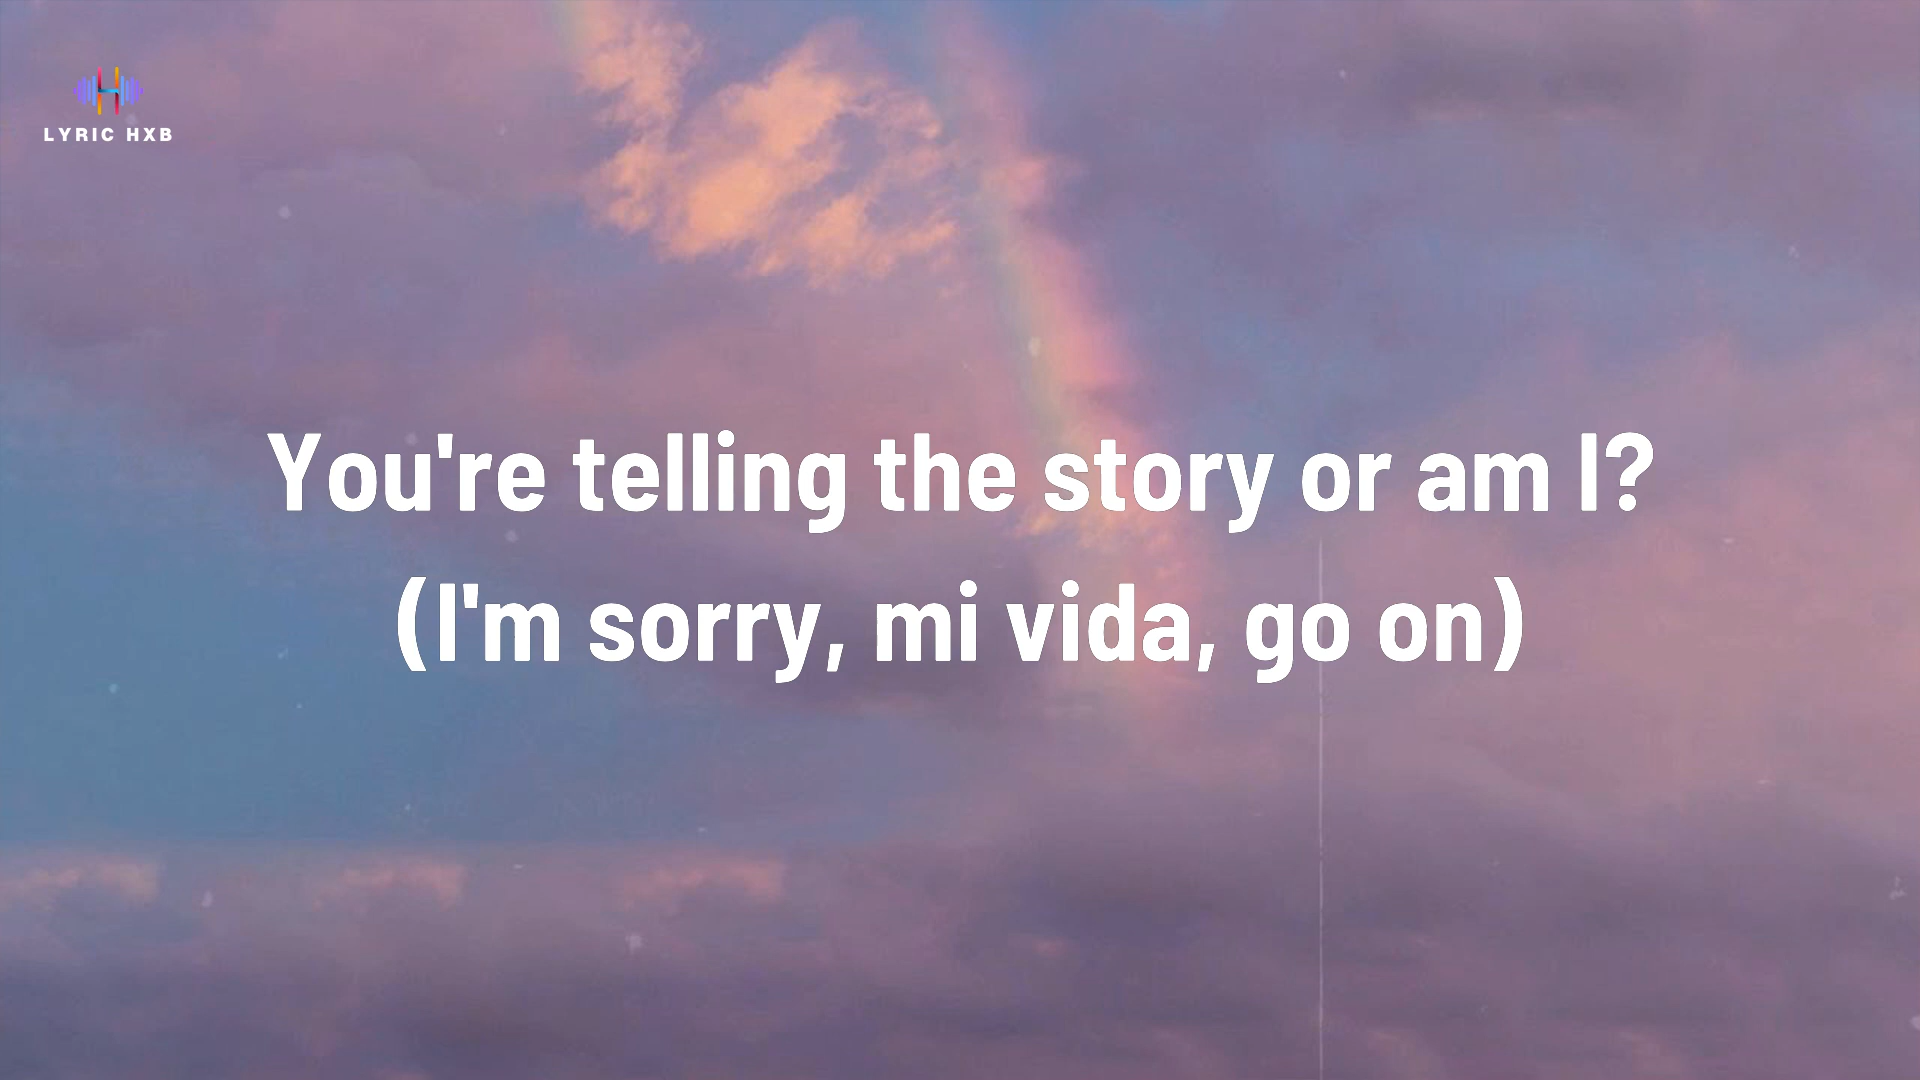 LYRIC HXB
You're telling the story or am I?
(I'm sorry, mi vida, go on)